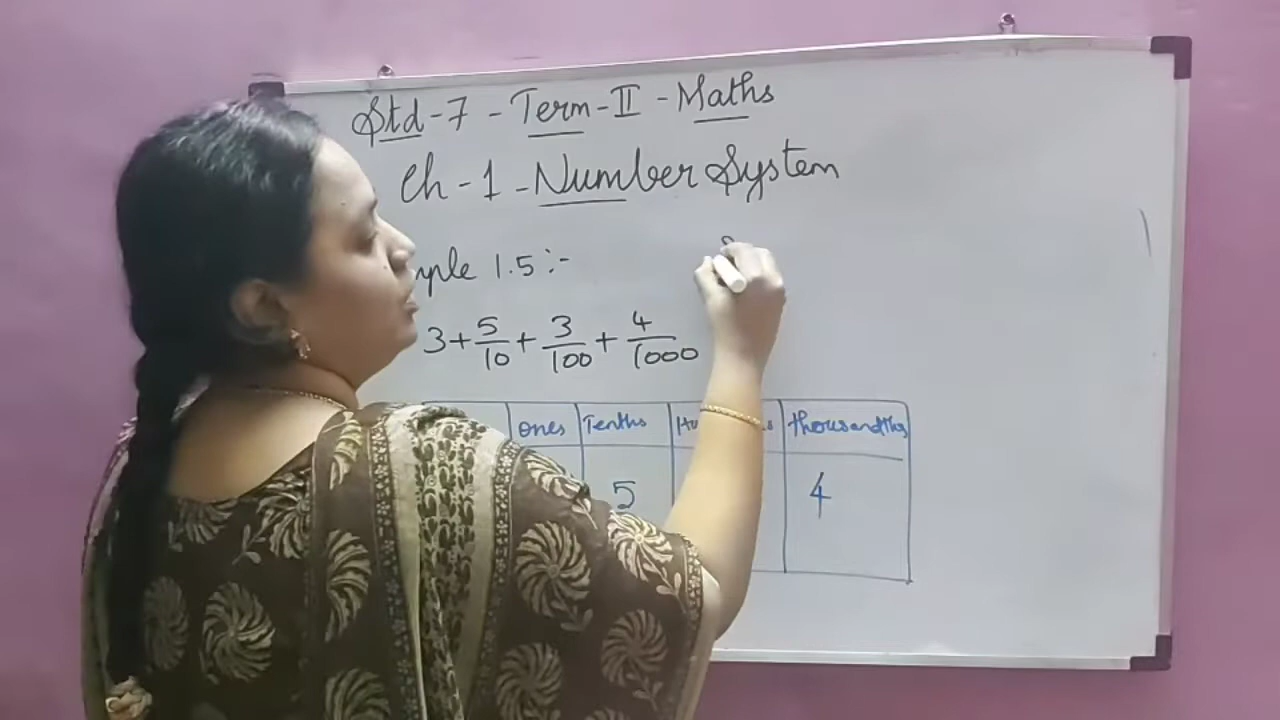 Std-7 - Term-II - Maths
Ch-1 - Number System
1.5 :-
3 + 5/10 + 3/100 + 4/1000
ones Tenths thousandths
5 4